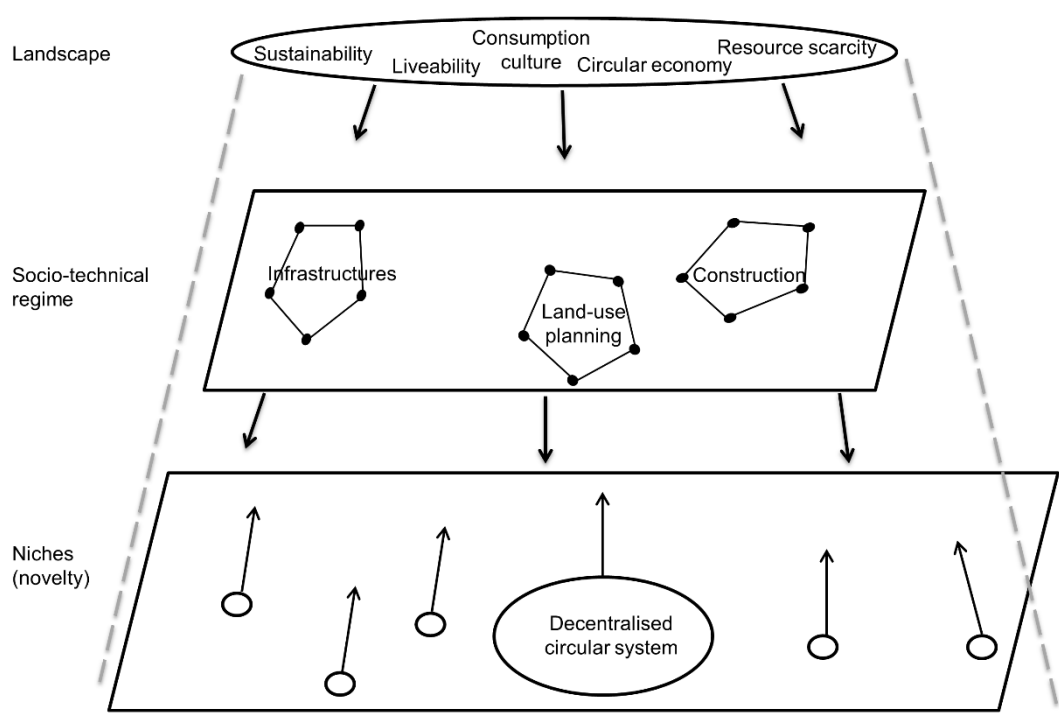 Landscape
Sustainability
Liveability
Consumption
culture
Circular economy
Resource scarcity
Socio-technical
regime
Infrastructures
Land-use
planning
Construction
Niches
(novelty)
Decentralised
circular system